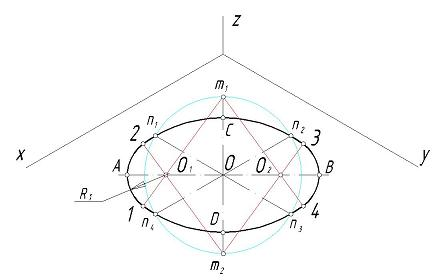 z
m₁
n₁ n₂
2 C 3
x y
A O₁ O O₂ B
R₁
1 D 4
n₄ n₃
m₂